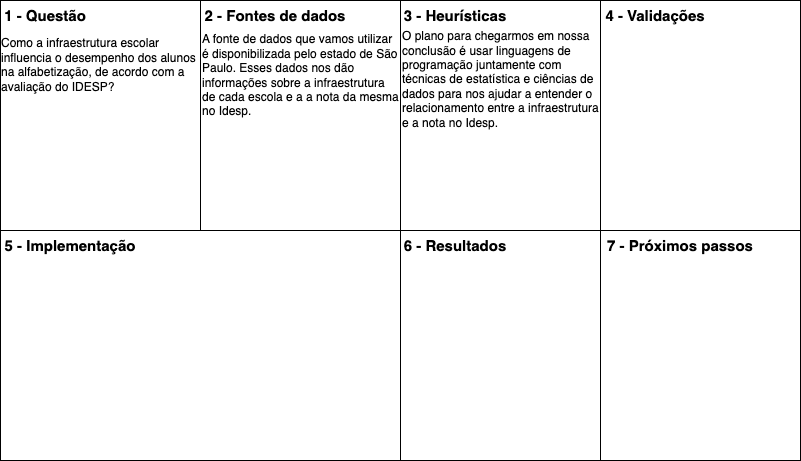 1 - Questão
Como a infraestrutura escolar
influencia o desempenho dos alunos
na alfabetização, de acordo com a
avaliação do IDESP?
2 - Fontes de dados
A fonte de dados que vamos utilizar
é disponibilizada pelo estado de São
Paulo. Esses dados nos dão
informações sobre a infraestrutura
de cada escola e a a nota da mesma
no Idesp.
3 - Heurísticas
O plano para chegarmos em nossa
conclusão é usar linguagens de
programação juntamente com
técnicas de estatística e ciências de
dados para nos ajudar a entender o
relacionamento entre a infraestrutura
e a nota no Idesp.
4 - Validações
5 - Implementação
6 - Resultados
7 - Próximos passos